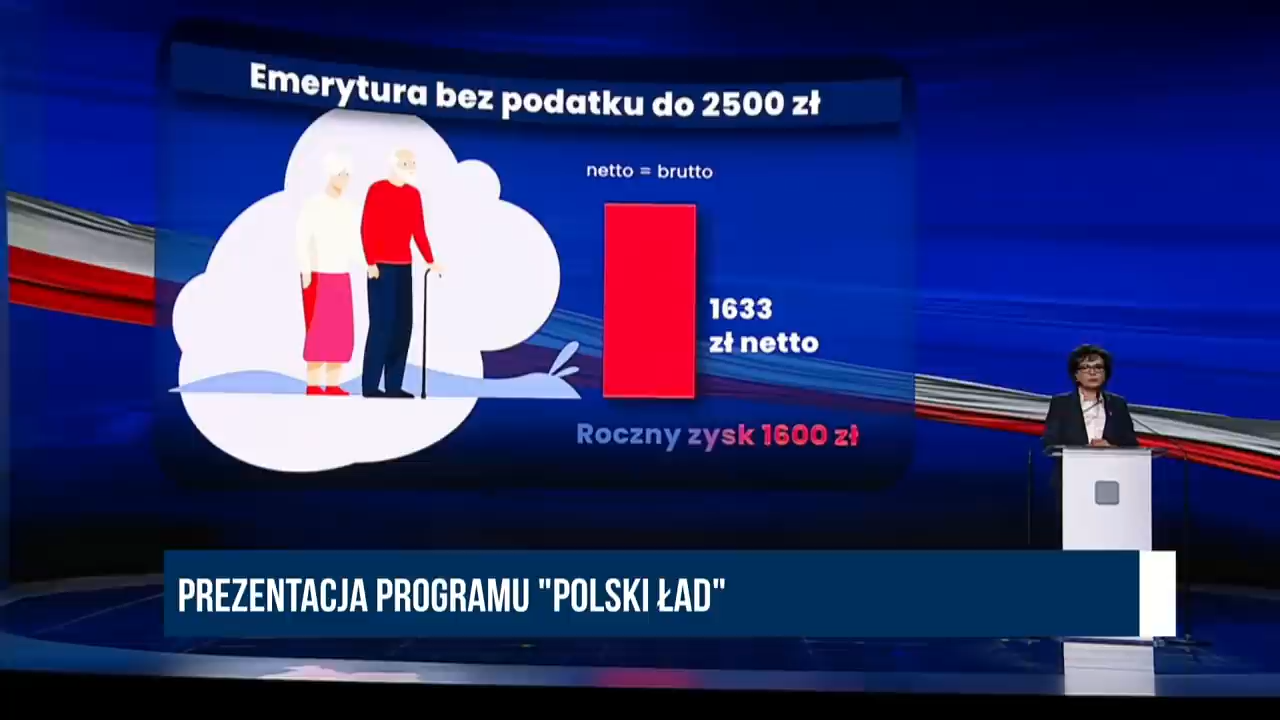 Emerytura bez podatku do 2500 zł
netto = brutto
1633
zł netto
Roczny zysk 1600 zł
PREZENTACJA PROGRAMU "POLSKI ŁAD"